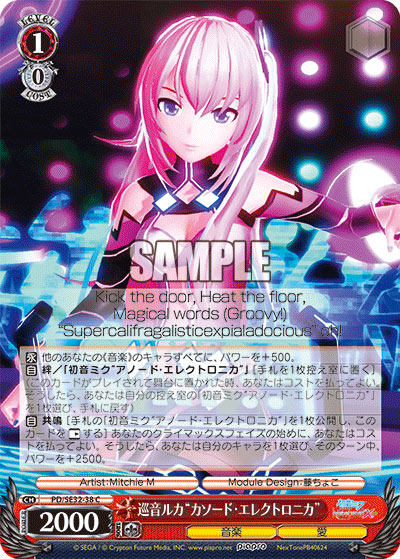 LEVEL
1
0
COST
SAMPLE
Kick the door, Heat the floor,
Magical words (Groovy!)
“Supercalifragalisticexpialadocious” oh!
永 他のあなたの《音楽》のキャラすべてに、パワーを+500。
自 絆／「初音ミク“アノード・エレクトロニカ”」［手札を1枚控え室に置く］
(このカードがプレイされて舞台に置かれた時、あなたはコストを払ってよい。
そうしたら、あなたは自分の控え室の「初音ミク“アノード・エレクトロニカ”」
を1枚選び、手札に戻す)
自 共鳴［手札の「初音ミク“アノード・エレクトロニカ”」を1枚公開し、この
カードを する］あなたのクライマックスフェイズの始めに、あなたはコスト
を払ってよい。そうしたら、あなたは自分のキャラを1枚選び、そのターン中、
パワーを+2500。
Artist:Mitchie M
Module Design:藤ちょこ
CH
PD/SE32-38 C
2000
巡音ルカ“カソード・エレクトロニカ”
音楽
愛
© SEGA / © Crypton Future Media, INC. www.piapro.net piapro NexTonePB40624